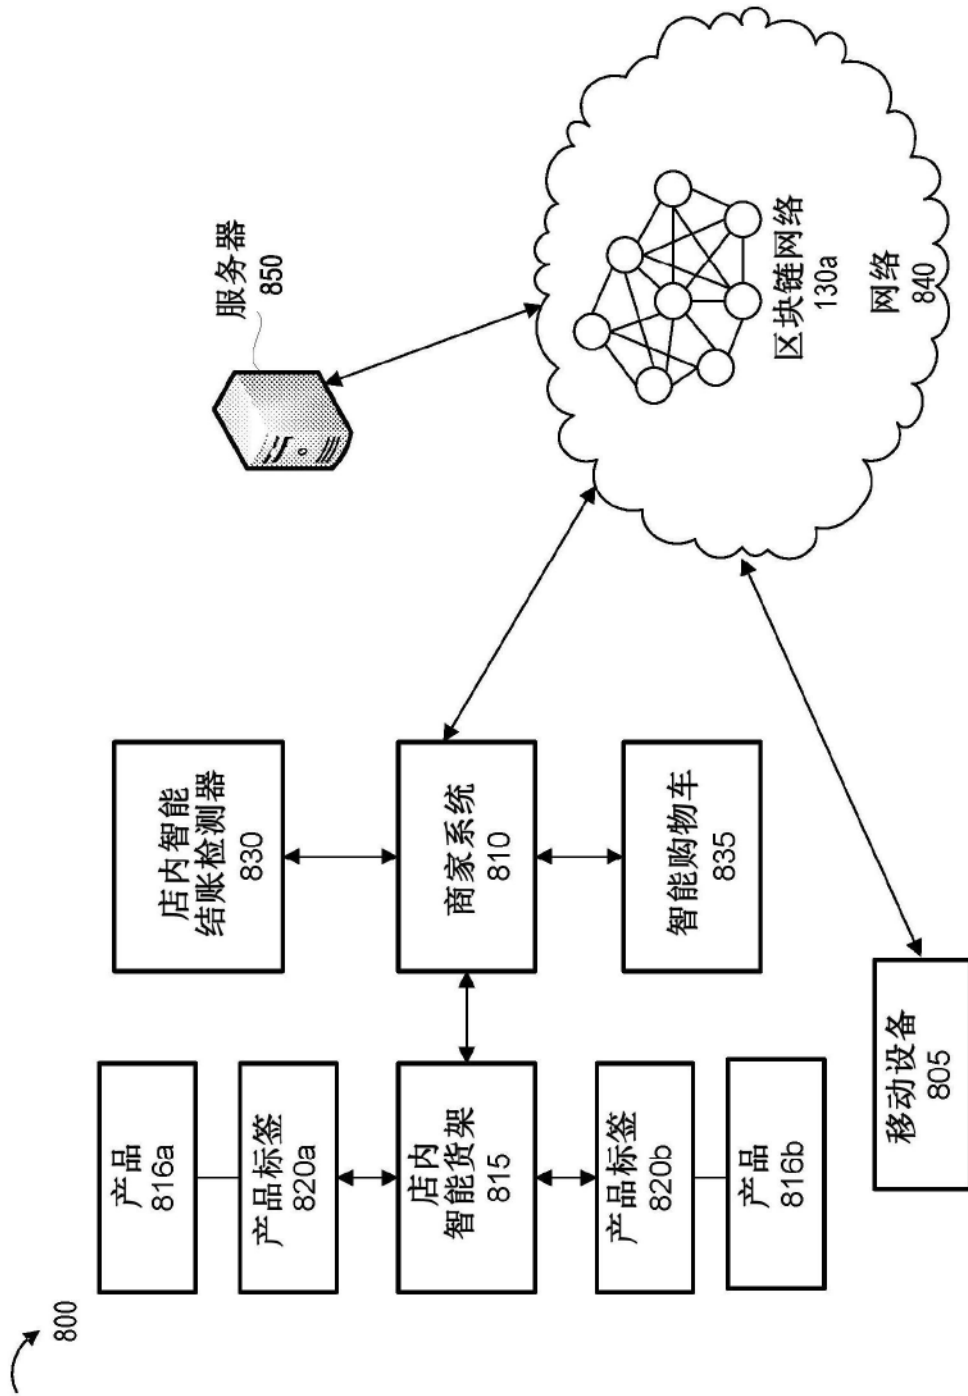 800
产品
816a
产品标签
820a
店内
智能货架
815
产品标签
820b
产品
816b
店内智能
结账检测器
830
商家系统
810
智能购物车
835
移动设备
805
服务器
850
区块链网络
130a
网络
840